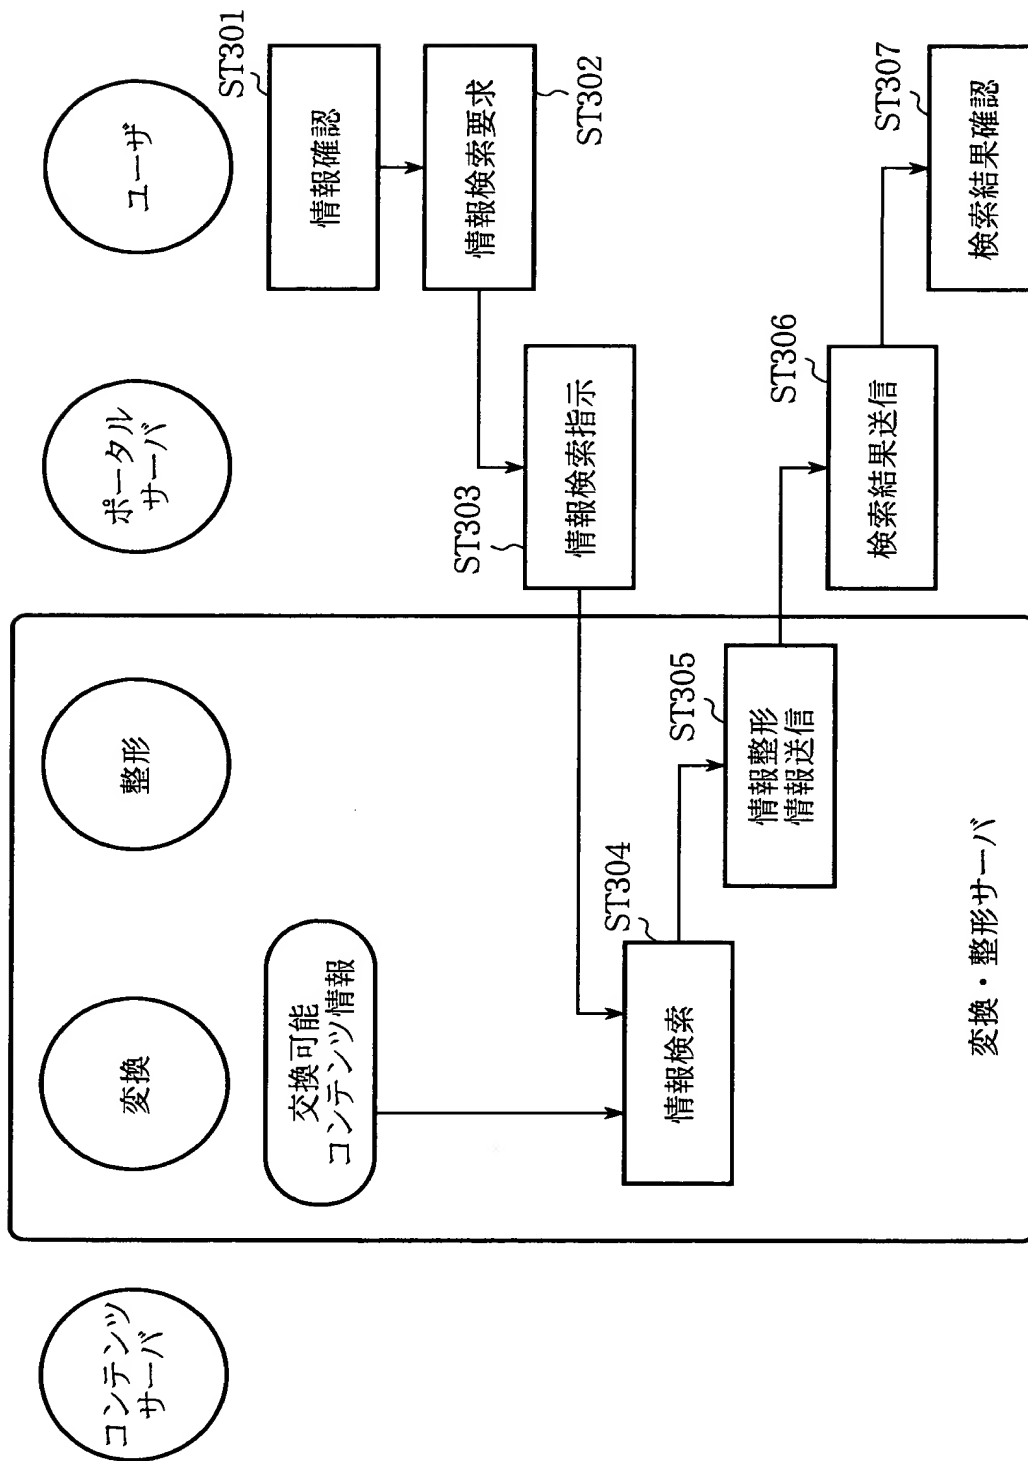 コンテンツ
サーバ
変換
整形
ポータル
サーバ
ユーザ
交換可能
コンテンツ情報
ST301
情報確認
情報検索要求
ST302
ST303
情報検索指示
ST304
情報検索
ST305
情報整形
情報送信
ST306
検索結果送信
ST307
検索結果確認
変換・整形サーバ